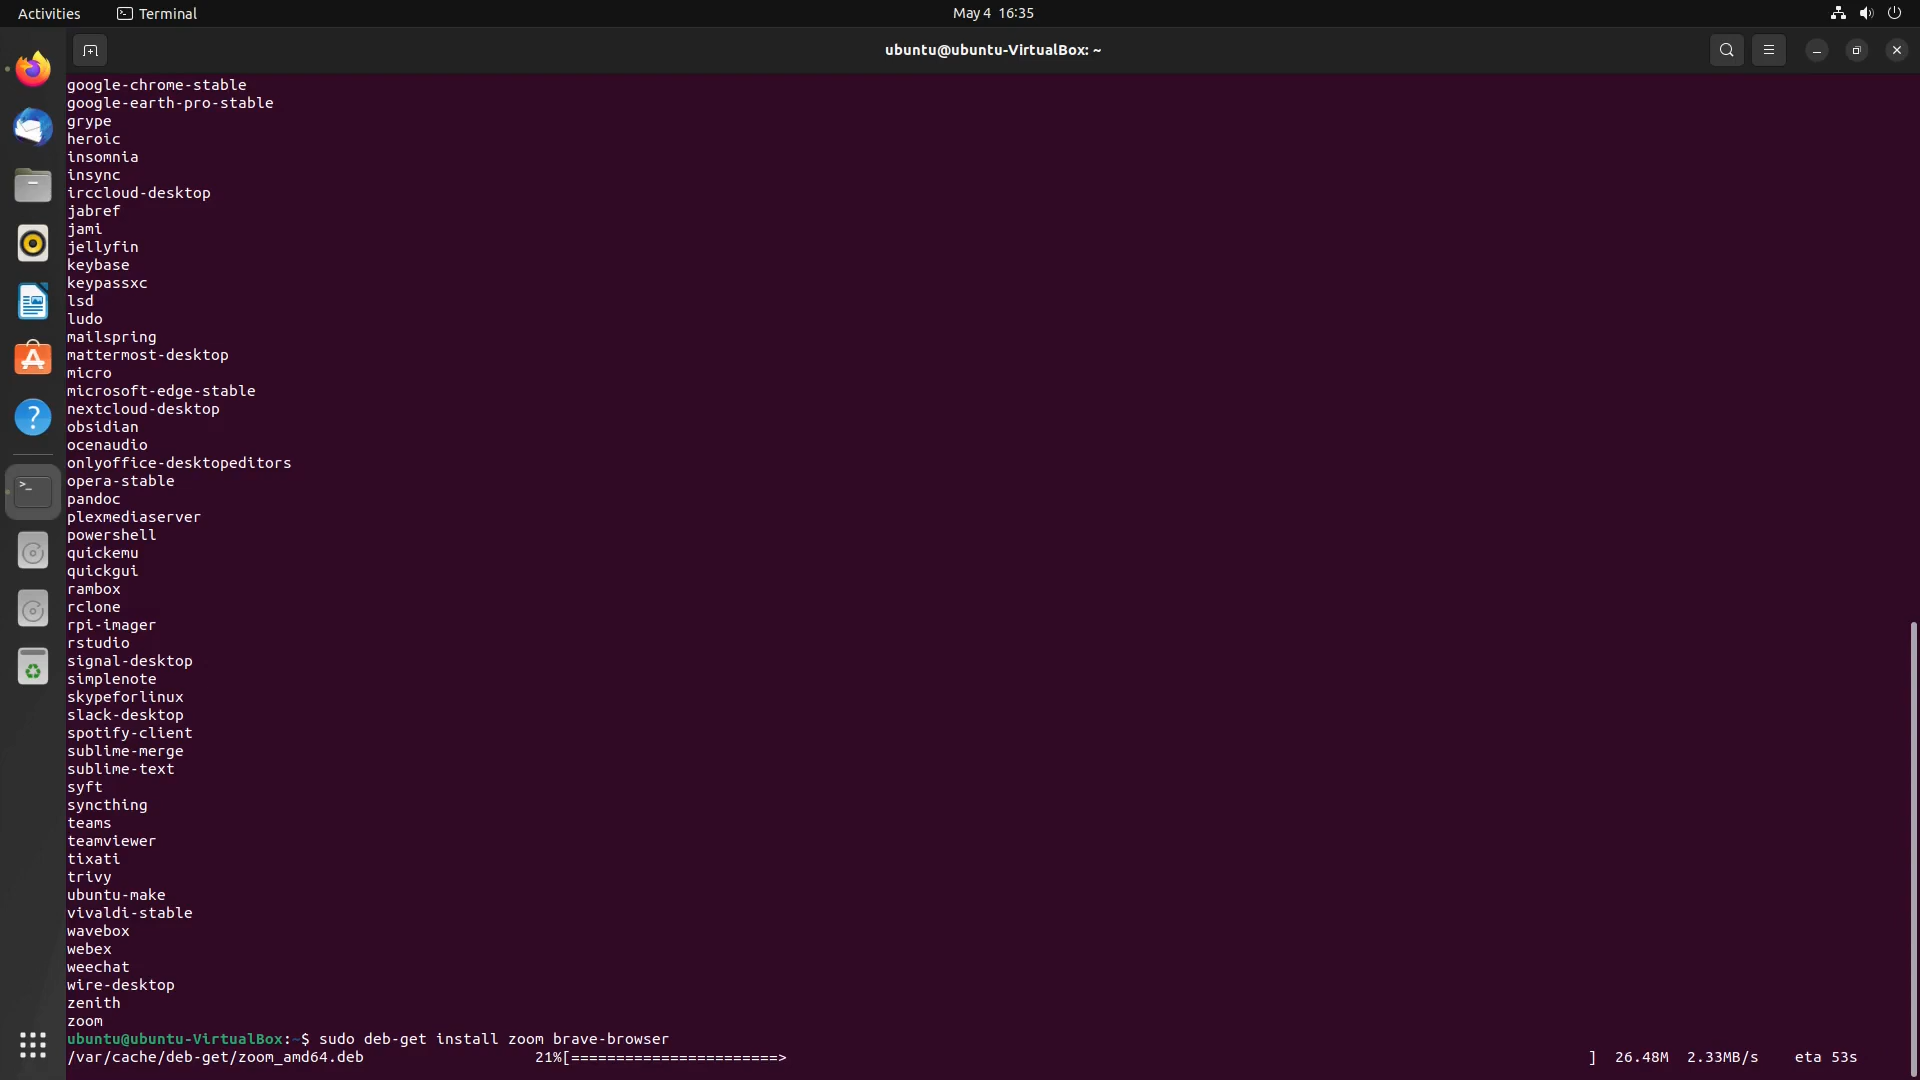 Activities
Terminal
May 4 16:35
ubuntu@ubuntu-VirtualBox: ~
google-chrome-stable
google-earth-pro-stable
grype
heroic
insomnia
insync
irccloud-desktop
jabref
jami
jellyfin
keybase
keypassxc
lsd
ludo
mailspring
mattermost-desktop
micro
microsoft-edge-stable
nextcloud-desktop
obsidian
ocenaudio
onlyoffice-desktopeditors
opera-stable
pandoc
plexmediaserver
powershell
quickemu
quickgui
rambox
rclone
rpi-imager
rstudio
signal-desktop
simplenote
skypeforlinux
slack-desktop
spotify-client
sublime-merge
sublime-text
syft
syncthing
teams
teamviewer
tixati
trivy
ubuntu-make
vivaldi-stable
wavebox
webex
weechat
wire-desktop
zenith
zoom
ubuntu@ubuntu-VirtualBox:~$ sudo deb-get install zoom brave-browser
/var/cache/deb-get/zoom_amd64.deb 21%[=======================> ] 26.48M 2.33MB/s eta 53s